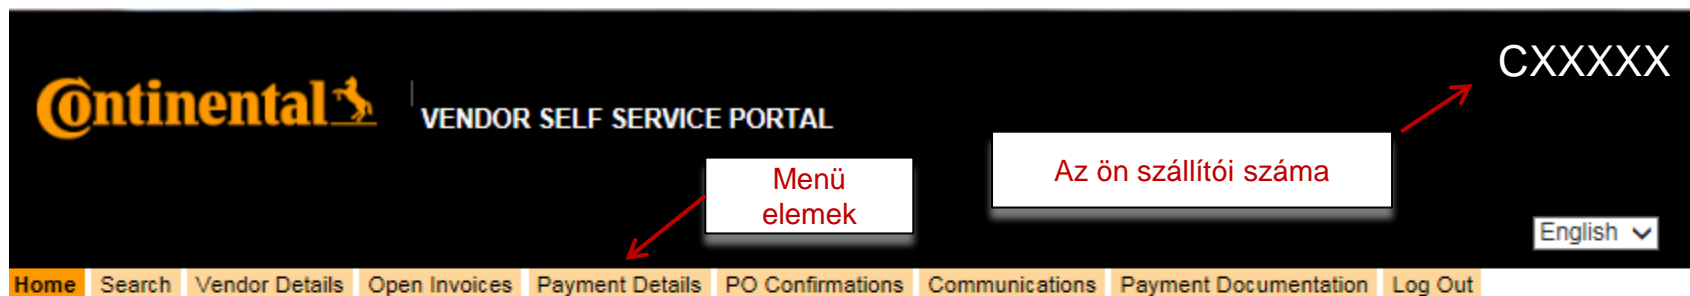 CXXXXX
Continental
VENDOR SELF SERVICE PORTAL
Az ön szállítói száma
Menü
elemek
English
Home Search Vendor Details Open Invoices Payment Details PO Confirmations Communications Payment Documentation Log Out